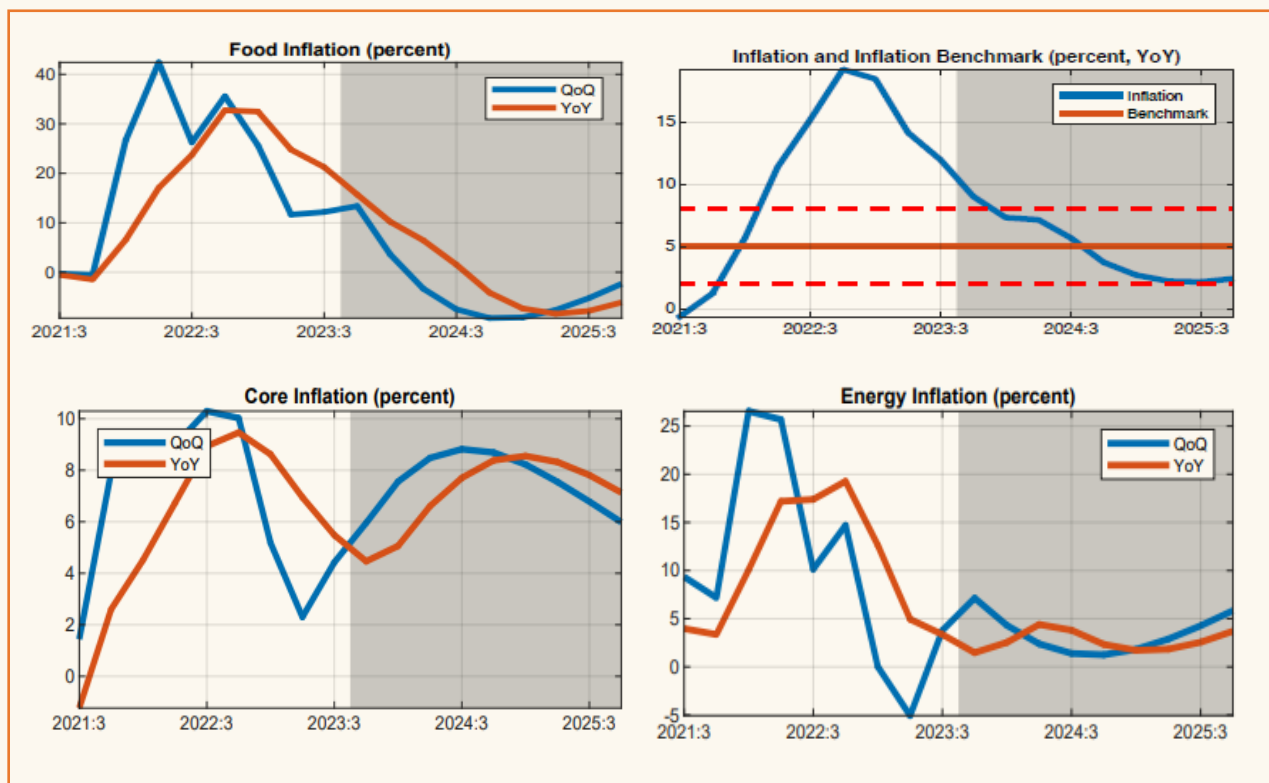 Food Inflation (percent)
QoQ
YoY
40
30
20
10
0
2021:3 2022:3 2023:3 2024:3 2025:3
Inflation and Inflation Benchmark (percent, YoY)
Inflation
Benchmark
15
10
5
0
2021:3 2022:3 2023:3 2024:3 2025:3
Core Inflation (percent)
QoQ
YoY
10
8
6
4
2
0
2021:3 2022:3 2023:3 2024:3 2025:3
Energy Inflation (percent)
QoQ
YoY
25
20
15
10
5
0
-5
2021:3 2022:3 2023:3 2024:3 2025:3